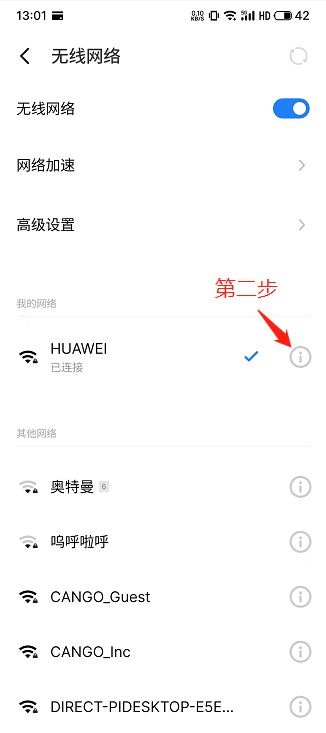 13:01 0.10 KB/s 5G HD 42
无线网络
无线网络
网络加速
高级设置
第二步
我的网络
HUAWEI
已连接
其他网络
奥特曼 6
呜呼啦呼
CANGO_Guest
CANGO_Inc
DIRECT-PIDESKTOP-E5E...